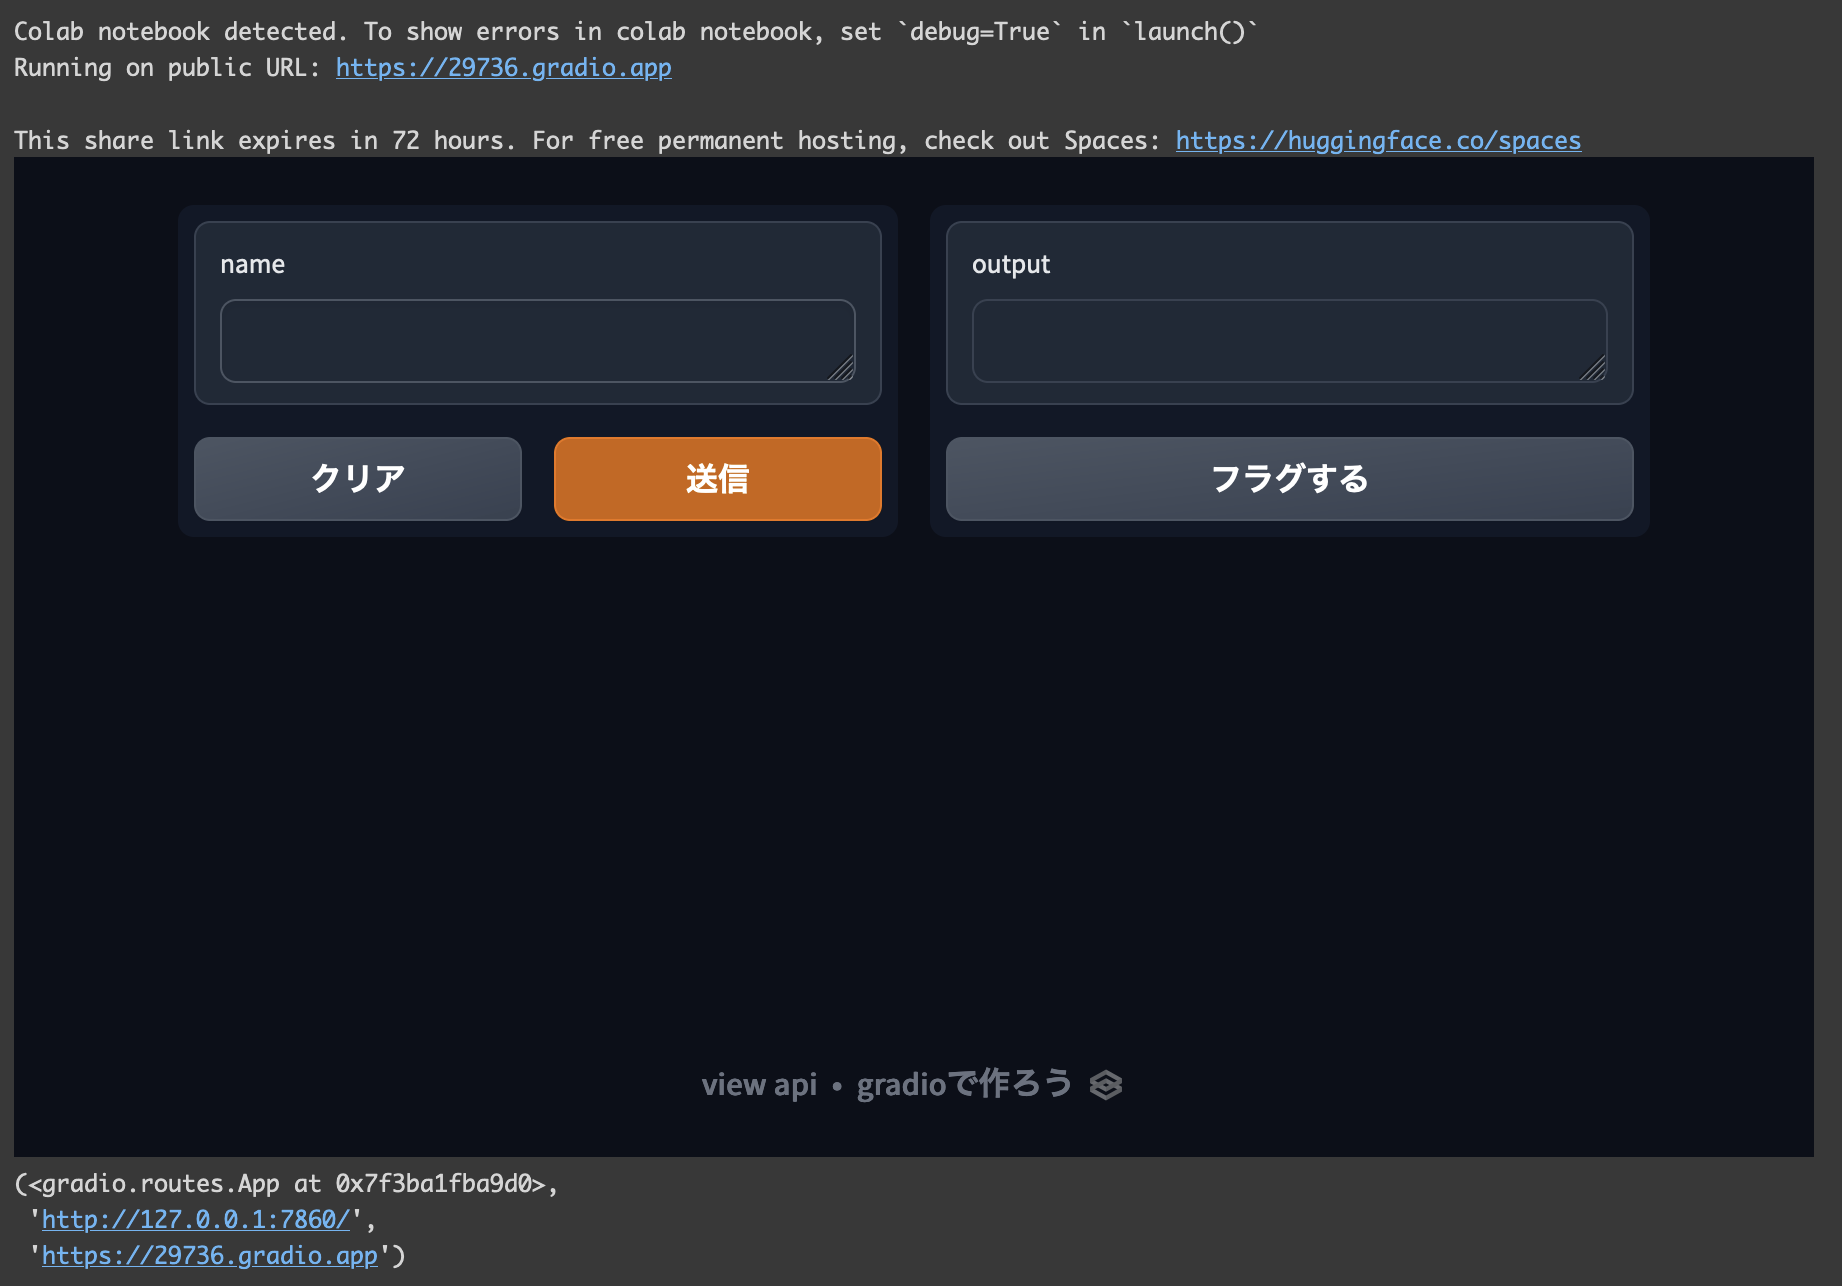 Colab notebook detected. To show errors in colab notebook, set `debug=True` in `launch()`
Running on public URL: https://29736.gradio.app
This share link expires in 72 hours. For free permanent hosting, check out Spaces: https://huggingface.co/spaces
name
output
クリア
送信
フラグする
view api • gradioで作ろう
(<gradio.routes.App at 0x7f3ba1fba9d0>,
'http://127.0.0.1:7860/',
'https://29736.gradio.app')